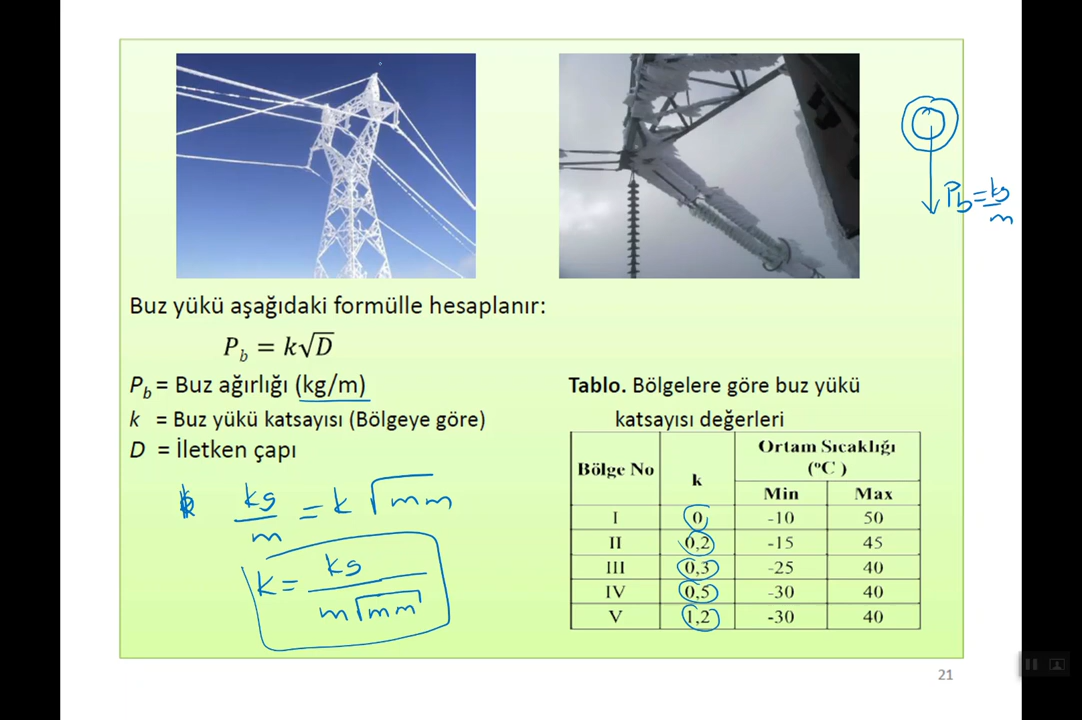 P_b = kg/m
Buz yükü aşağıdaki formülle hesaplanır:
P_b = k√D
P_b = Buz ağırlığı (kg/m)
k = Buz yükü katsayısı (Bölgeye göre)
D = İletken çapı
kg/m = k √mm
k = kg / m√mm
Tablo. Bölgelere göre buz yükü
katsayısı değerleri
Bölge No k Ortam Sıcaklığı (°C)
Min Max
I 0 -10 50
II 0,2 -15 45
III 0,3 -25 40
IV 0,5 -30 40
V 1,2 -30 40
21